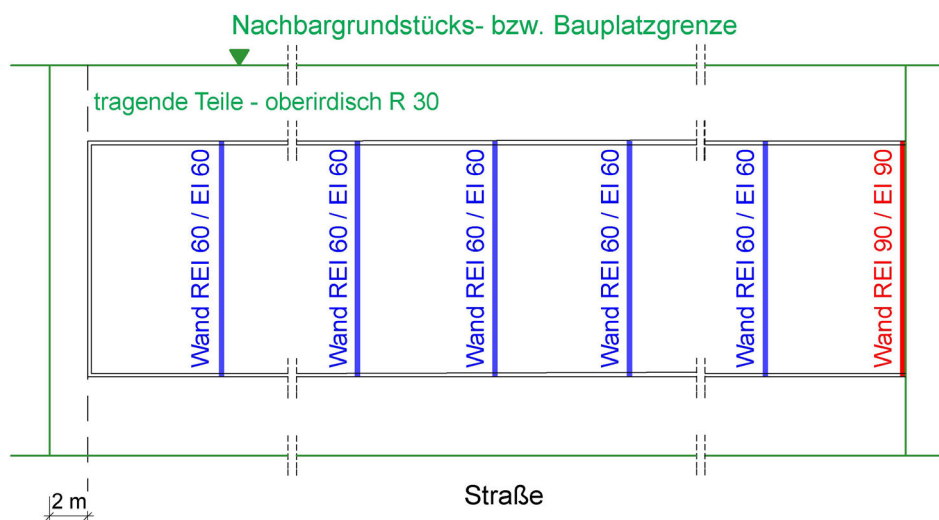 Nachbargrundstücks- bzw. Bauplatzgrenze
tragende Teile - oberirdisch R 30
Wand REI 60 / EI 60
Wand REI 60 / EI 60
Wand REI 60 / EI 60
Wand REI 60 / EI 60
Wand REI 60 / EI 60
Wand REI 90 / EI 90
2 m
Straße